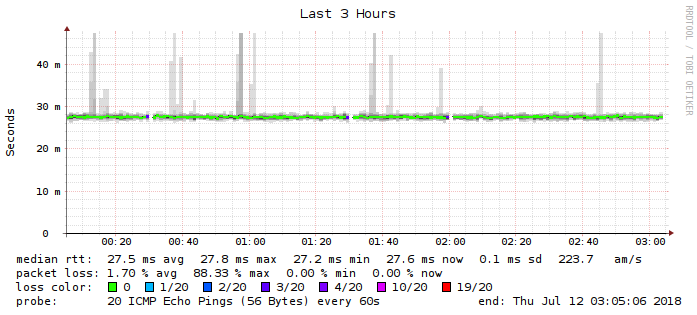 Last 3 Hours
RRDTOOL / TOBI OETIKER
Seconds
40 m
30 m
20 m
10 m
0
00:20 00:40 01:00 01:20 01:40 02:00 02:20 02:40 03:00
median rtt: 27.5 ms avg 27.8 ms max 27.2 ms min 27.6 ms now 0.1 ms sd 223.7 am/s
packet loss: 1.70 % avg 88.33 % max 0.00 % min 0.00 % now
loss color: 0 1/20 2/20 3/20 4/20 10/20 19/20
probe: 20 ICMP Echo Pings (56 Bytes) every 60s end: Thu Jul 12 03:05:06 2018